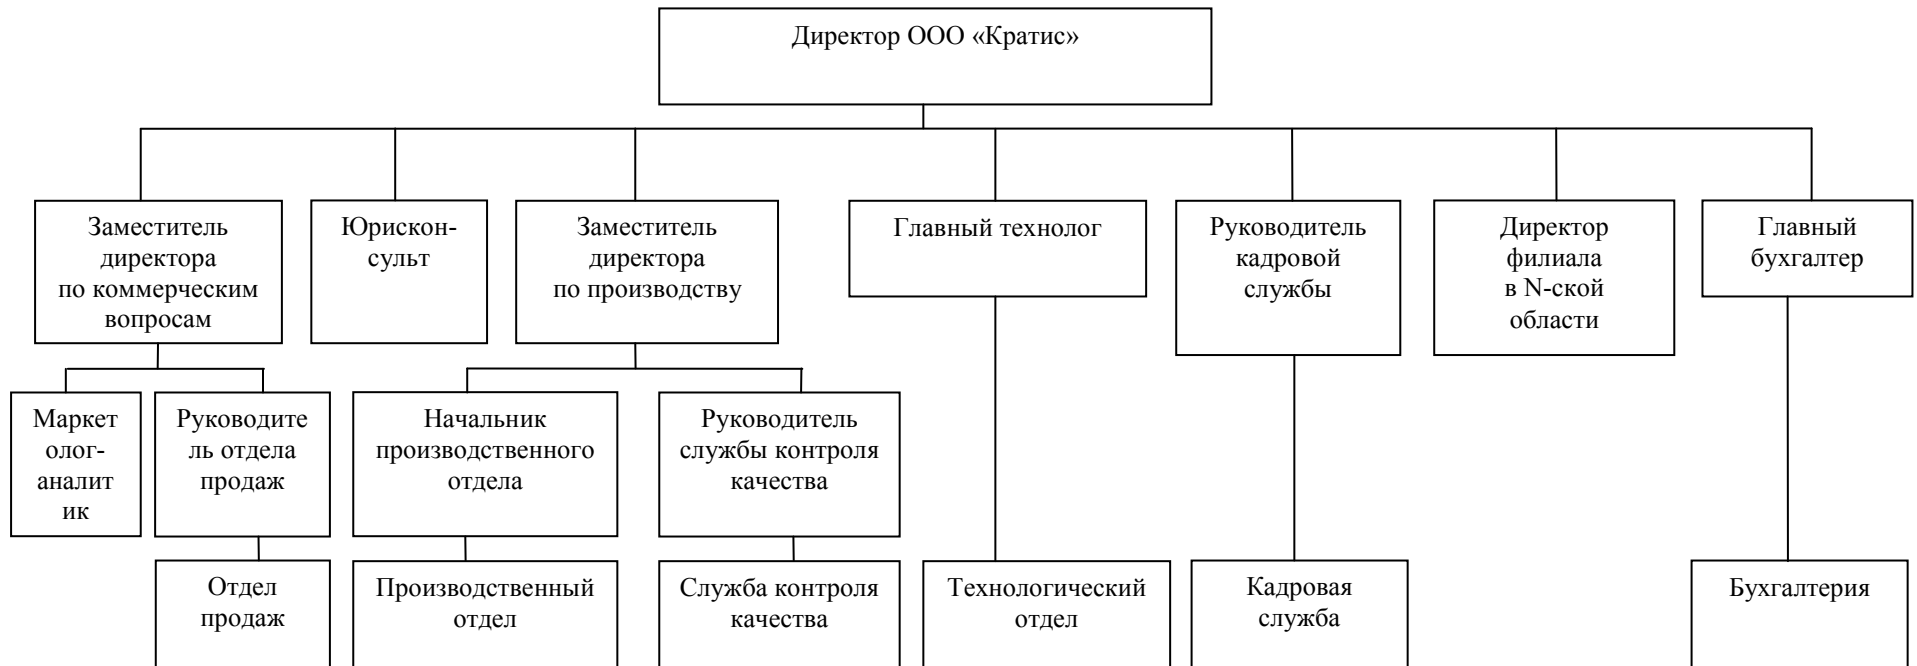 Директор ООО «Кратис»
Заместитель
директора
по коммерческим
вопросам
Юрискон-
сульт
Заместитель
директора
по производству
Главный технолог
Руководитель
кадровой
службы
Директор
филиала
в N-ской
области
Главный
бухгалтер
Маркет
олог-
аналит
ик
Руководите
ль отдела
продаж
Начальник
производственного
отдела
Руководитель
службы контроля
качества
Отдел
продаж
Производственный
отдел
Служба контроля
качества
Технологический
отдел
Кадровая
служба
Бухгалтерия